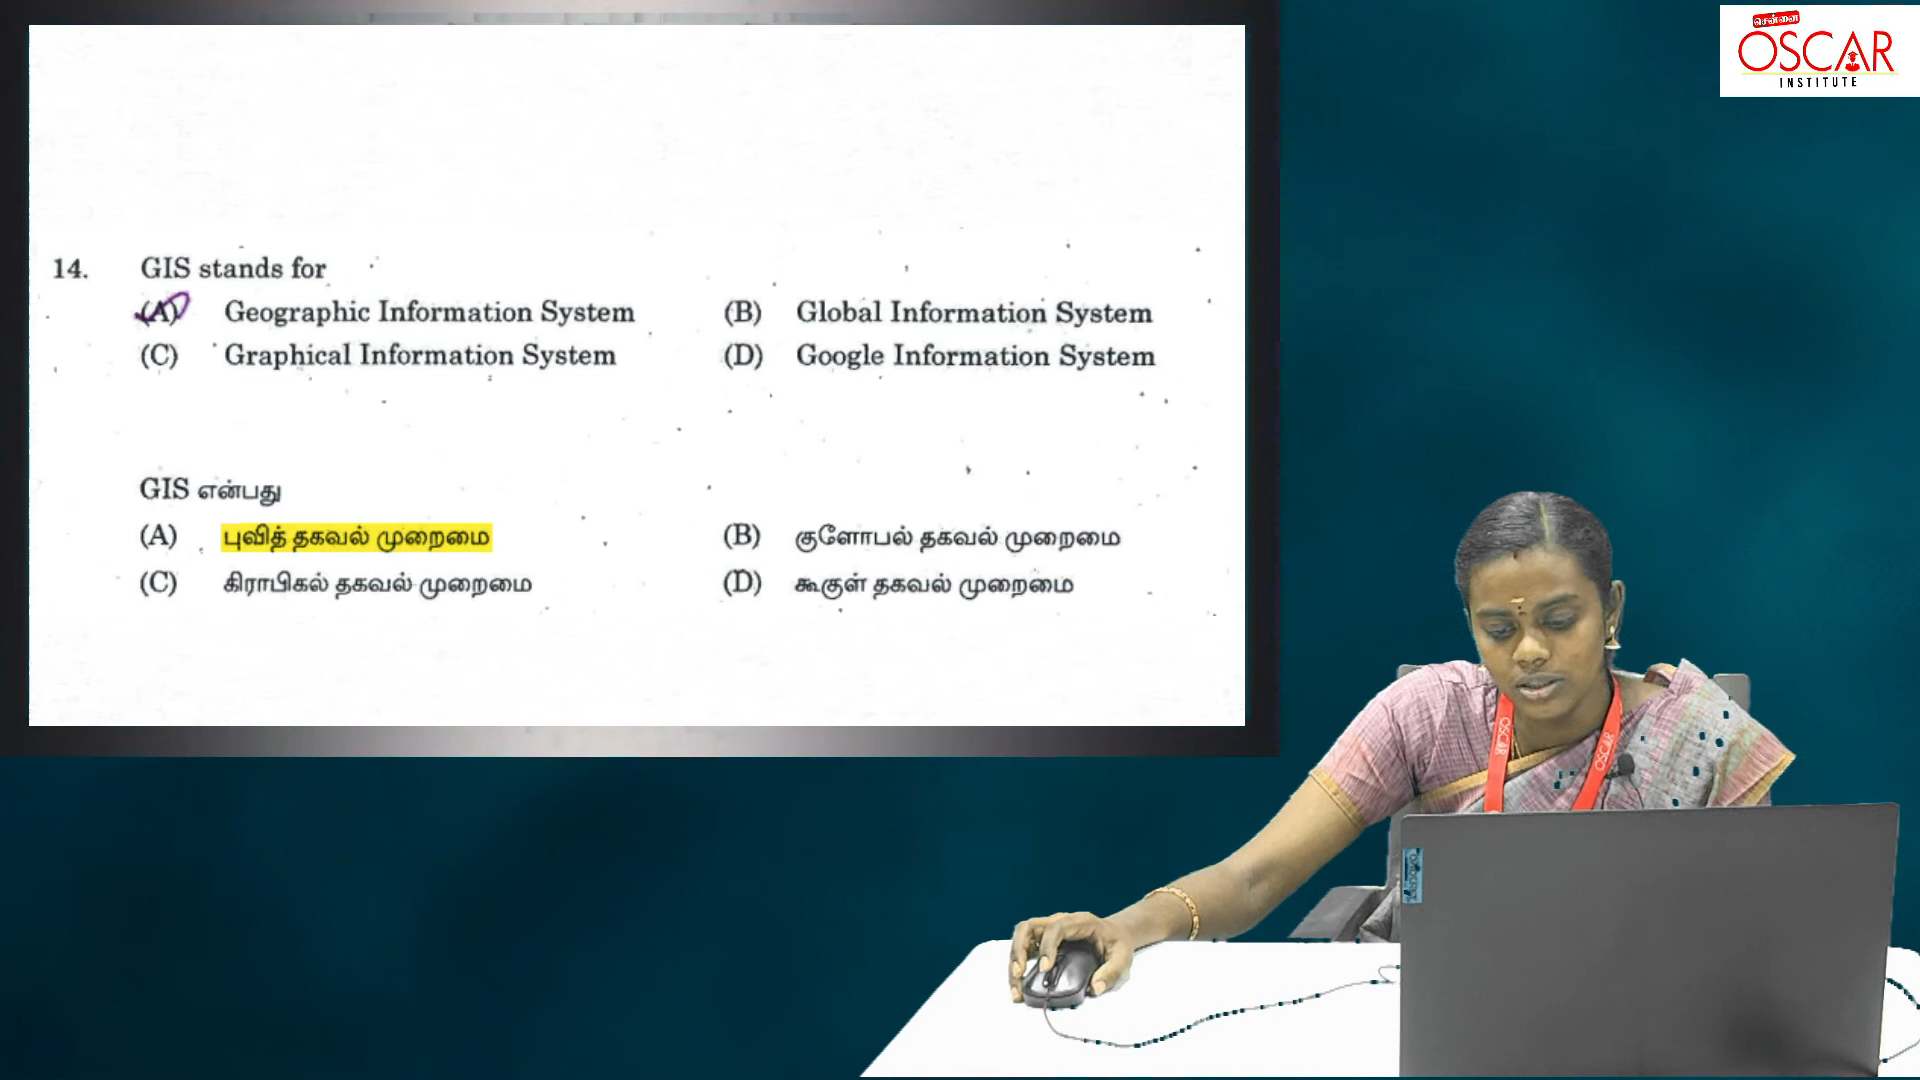 சென்னை
OSCAR
INSTITUTE
14. GIS stands for
(A) Geographic Information System (B) Global Information System
(C) Graphical Information System (D) Google Information System
GIS என்பது
(A) புவித் தகவல் முறைமை (B) குளோபல் தகவல் முறைமை
(C) கிராபிகல் தகவல் முறைமை (D) கூகுள் தகவல் முறைமை
OSCAR
OSCAR